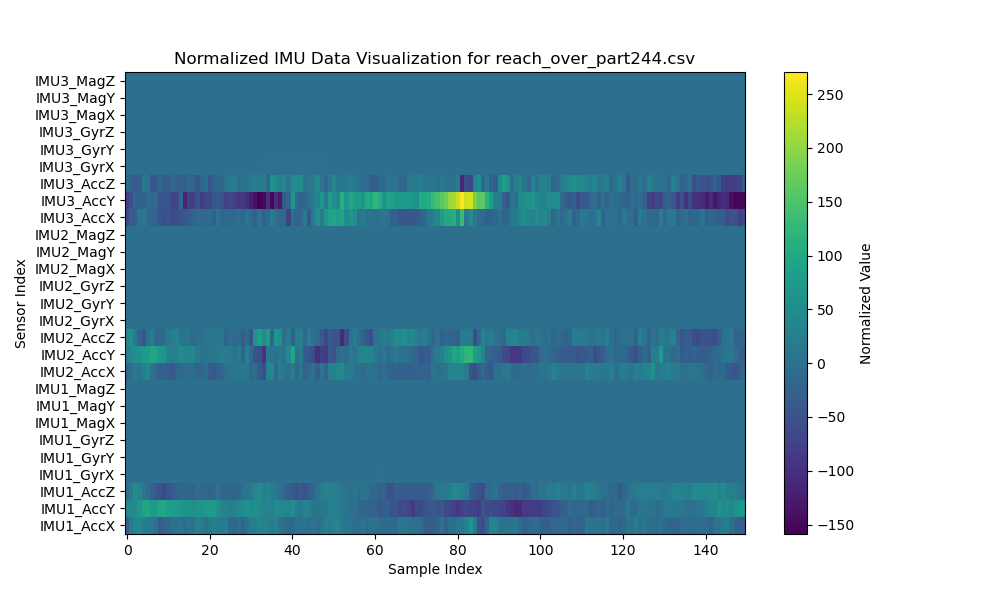 Normalized IMU Data Visualization for reach_over_part244.csv
IMU3_MagZ
IMU3_MagY
IMU3_MagX
IMU3_GyrZ
IMU3_GyrY
IMU3_GyrX
IMU3_AccZ
IMU3_AccY
IMU3_AccX
IMU2_MagZ
IMU2_MagY
IMU2_MagX
IMU2_GyrZ
IMU2_GyrY
IMU2_GyrX
IMU2_AccZ
IMU2_AccY
IMU2_AccX
IMU1_MagZ
IMU1_MagY
IMU1_MagX
IMU1_GyrZ
IMU1_GyrY
IMU1_GyrX
IMU1_AccZ
IMU1_AccY
IMU1_AccX
Sensor Index
0 20 40 60 80 100 120 140
Sample Index
250
200
150
100
50
0
−50
−100
−150
Normalized Value